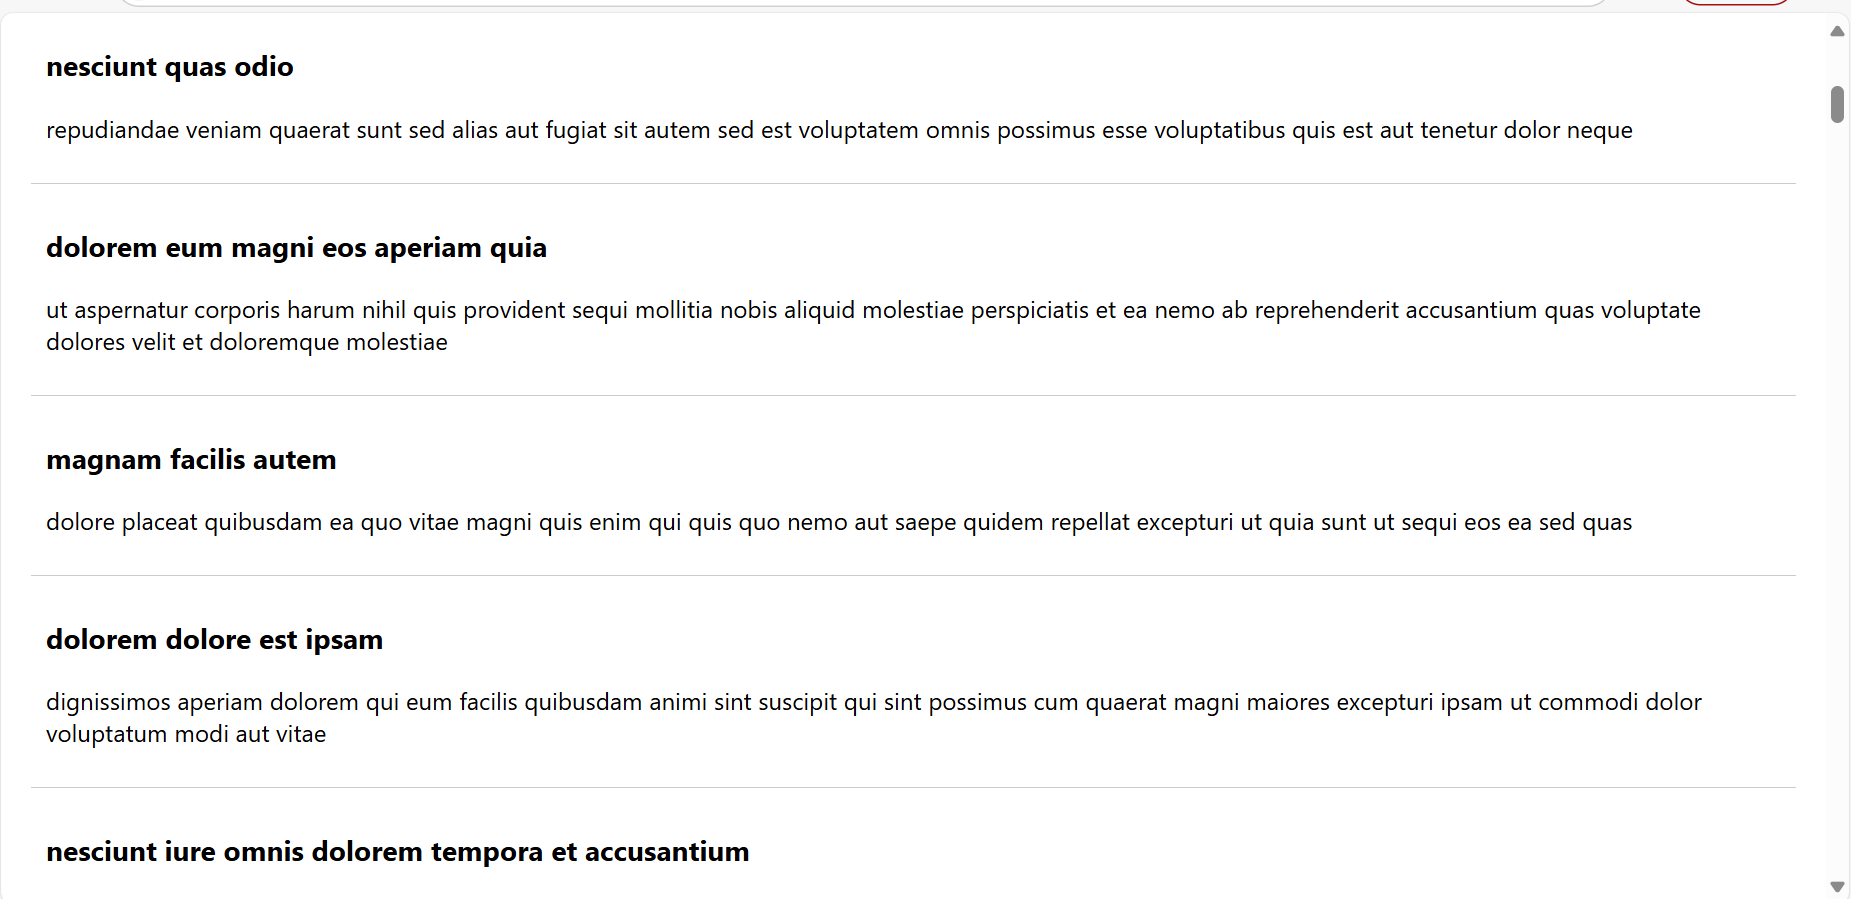 nesciunt quas odio
repudiandae veniam quaerat sunt sed alias aut fugiat sit autem sed est voluptatem omnis possimus esse voluptatibus quis est aut tenetur dolor neque
dolorem eum magni eos aperiam quia
ut aspernatur corporis harum nihil quis provident sequi mollitia nobis aliquid molestiae perspiciatis et ea nemo ab reprehenderit accusantium quas voluptate
dolores velit et doloremque molestiae
magnam facilis autem
dolore placeat quibusdam ea quo vitae magni quis enim qui quis quo nemo aut saepe quidem repellat excepturi ut quia sunt ut sequi eos ea sed quas
dolorem dolore est ipsam
dignissimos aperiam dolorem qui eum facilis quibusdam animi sint suscipit qui sint possimus cum quaerat magni maiores excepturi ipsam ut commodi dolor
voluptatum modi aut vitae
nesciunt iure omnis dolorem tempora et accusantium